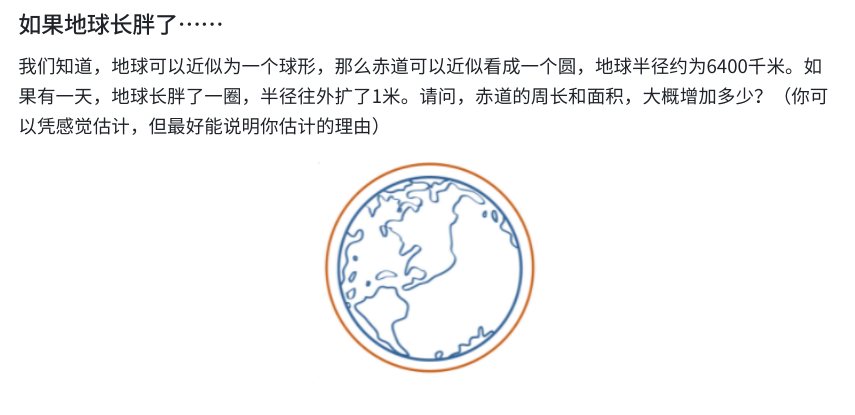 如果地球长胖了……
我们知道，地球可以近似为一个球形，那么赤道可以近似看成一个圆，地球半径约为6400千米。如
果有一天，地球长胖了一圈，半径往外扩了1米。请问，赤道的周长和面积，大概增加多少？（你可
以凭感觉估计，但最好能说明你估计的理由）